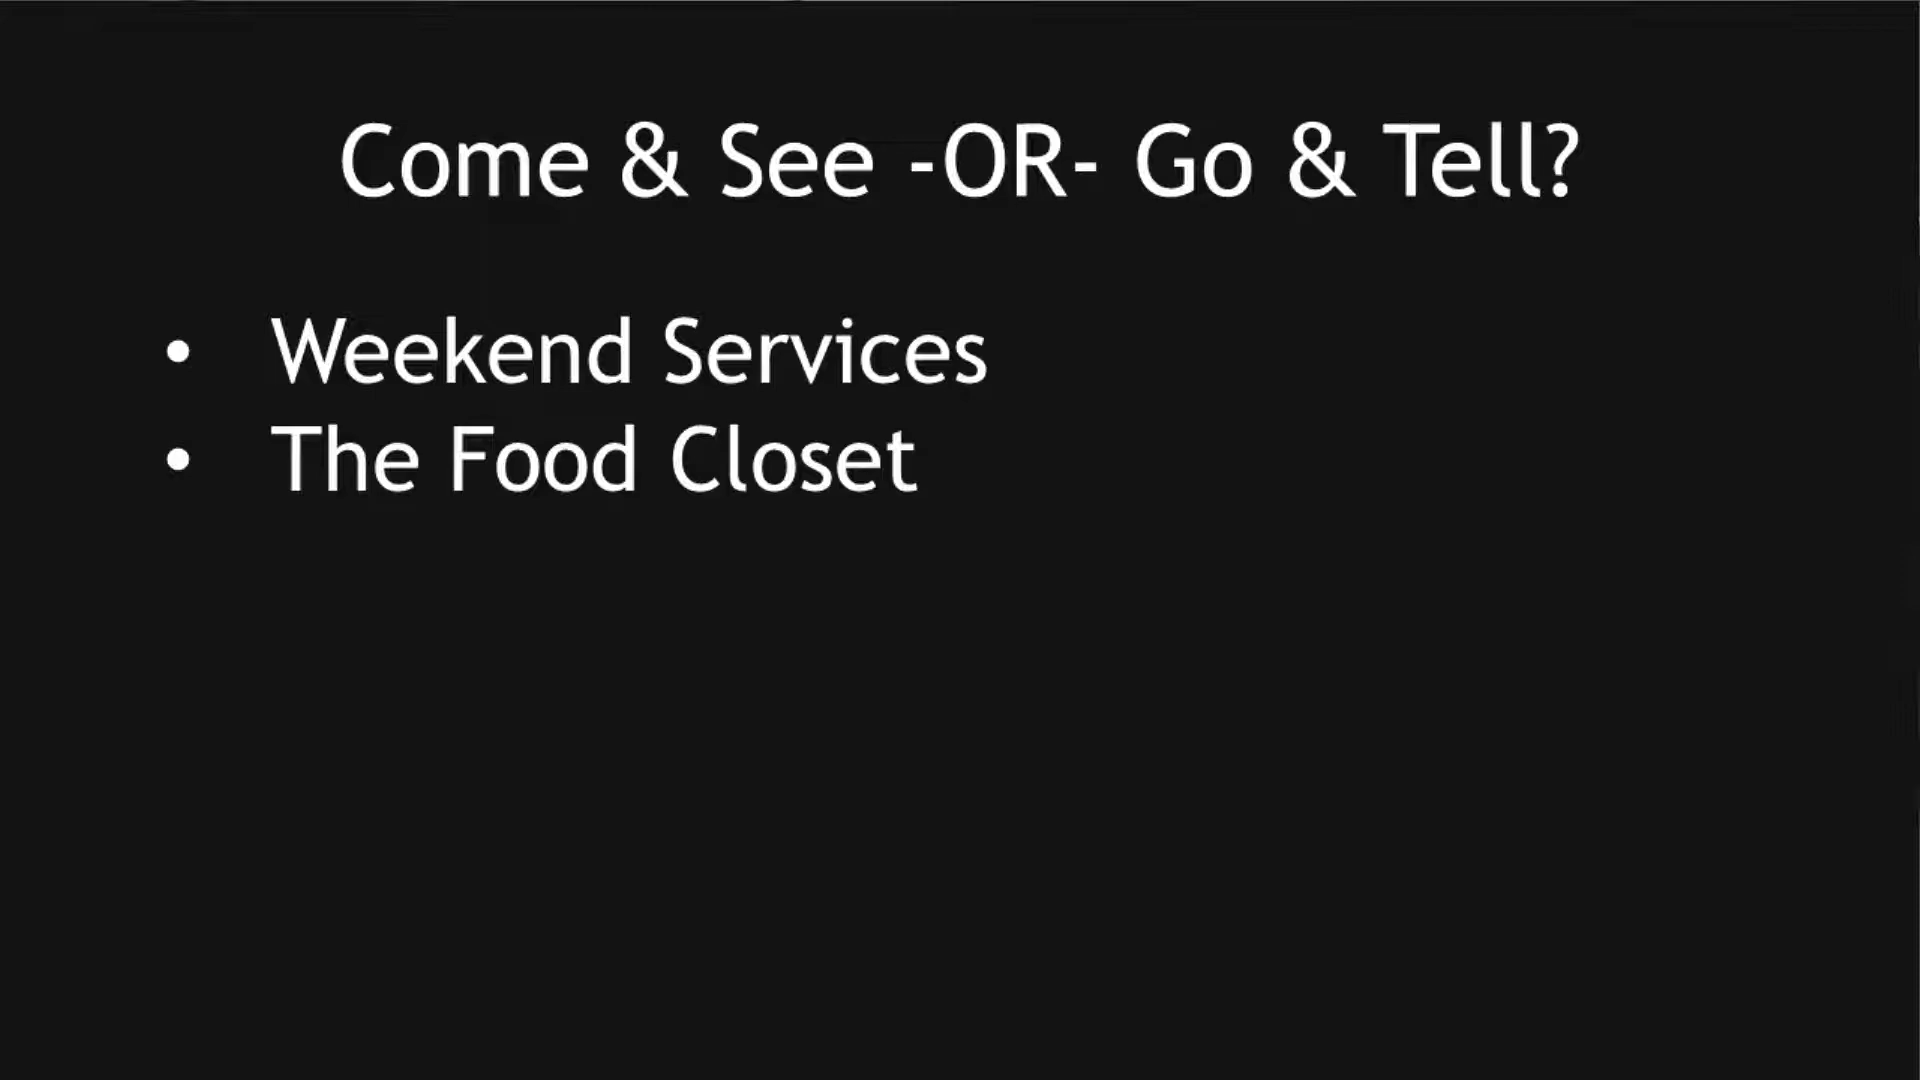 Come & See -OR- Go & Tell?
• Weekend Services
• The Food Closet